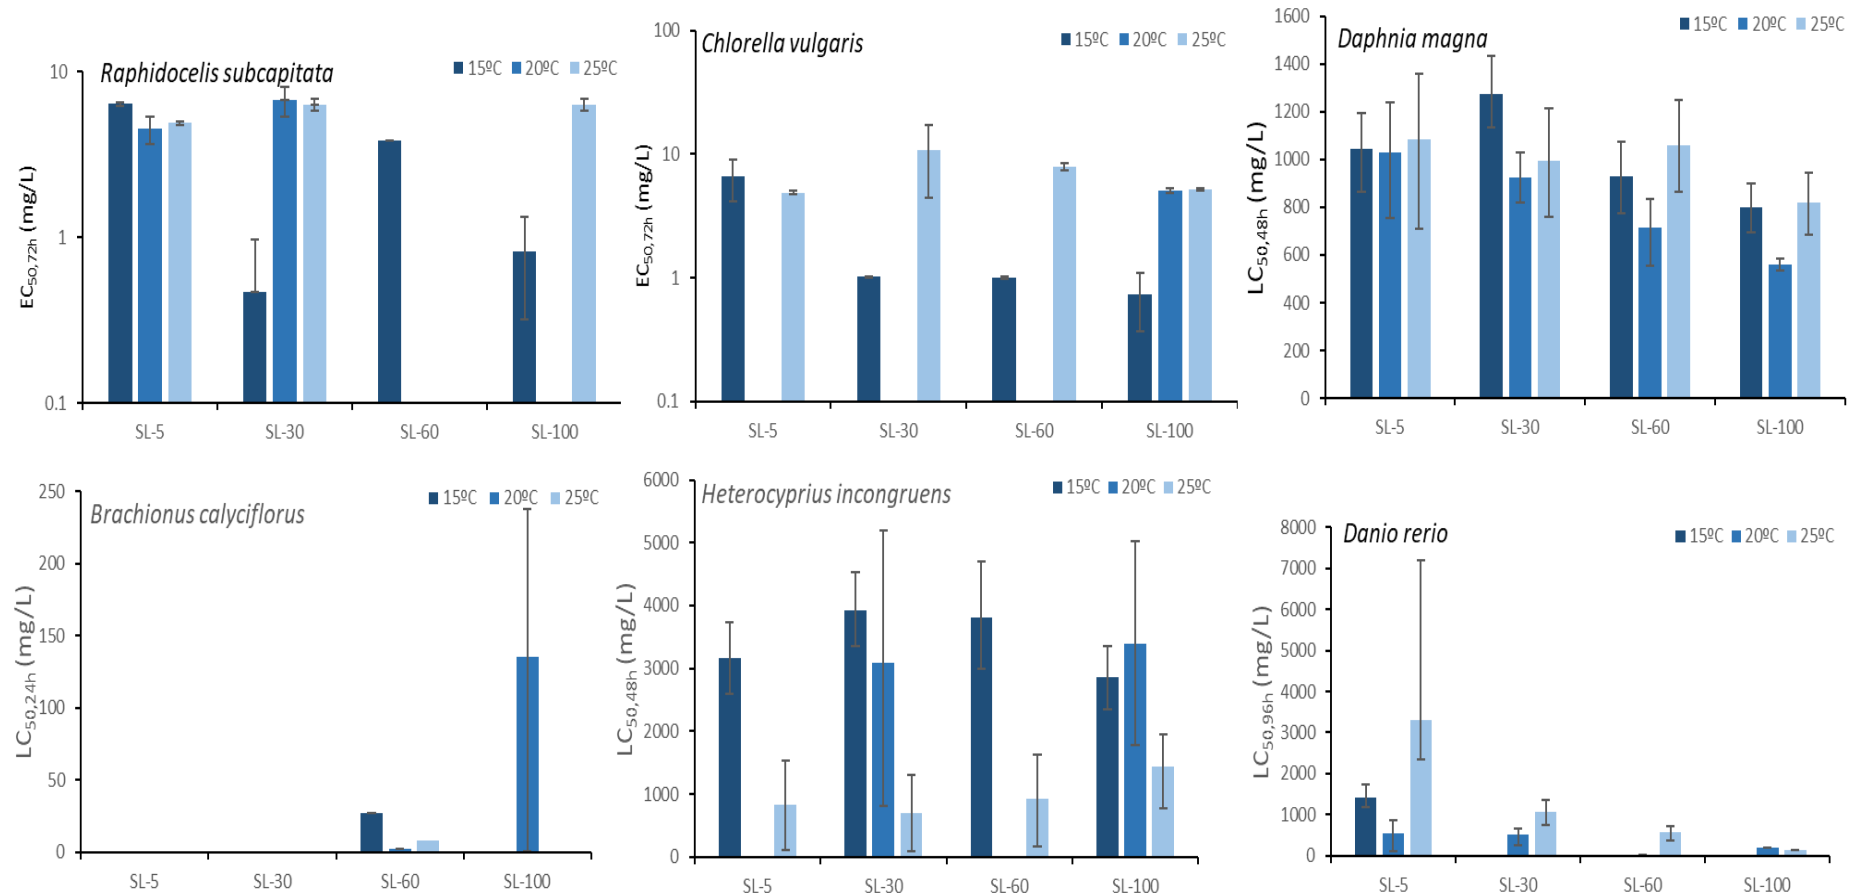 Raphidocelis subcapitata
15ºC 20ºC 25ºC
EC50,72h (mg/L)
10
1
0.1
SL-5 SL-30 SL-60 SL-100
Chlorella vulgaris
15ºC 20ºC 25ºC
EC50,72h (mg/L)
100
10
1
0.1
SL-5 SL-30 SL-60 SL-100
Daphnia magna
15ºC 20ºC 25ºC
LC50,48h (mg/L)
1600
1400
1200
1000
800
600
400
200
0
SL-5 SL-30 SL-60 SL-100
Brachionus calyciflorus
15ºC 20ºC 25ºC
LC50,24h (mg/L)
250
200
150
100
50
0
SL-5 SL-30 SL-60 SL-100
Heterocyprius incongruens
15ºC 20ºC 25ºC
LC50,48h (mg/L)
6000
5000
4000
3000
2000
1000
0
SL-5 SL-30 SL-60 SL-100
Danio rerio
15ºC 20ºC 25ºC
LC50,96h (mg/L)
8000
7000
6000
5000
4000
3000
2000
1000
0
SL-5 SL-30 SL-60 SL-100